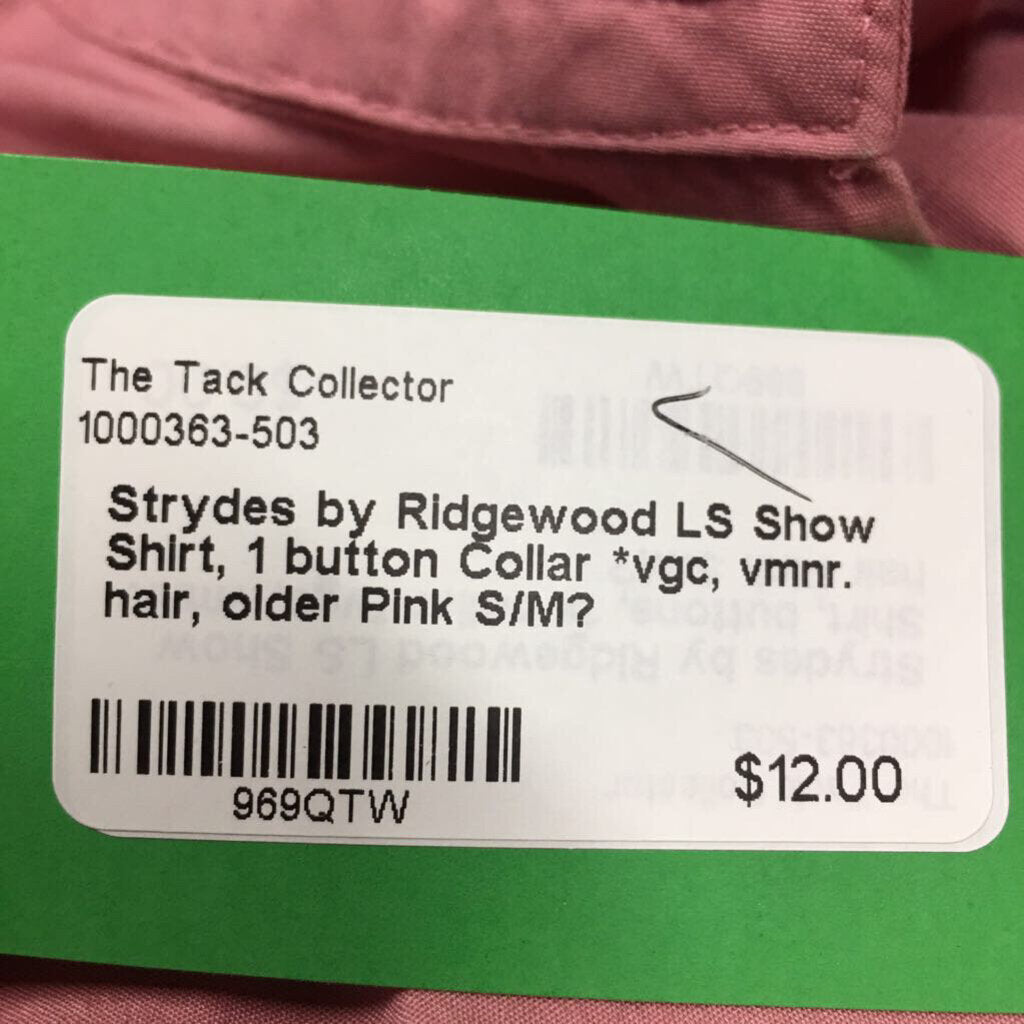 The Tack Collector
1000363-503
Strydes by Ridgewood LS Show
Shirt, 1 button Collar *vgc, vmnr.
hair, older Pink S/M?
969QTW
$12.00